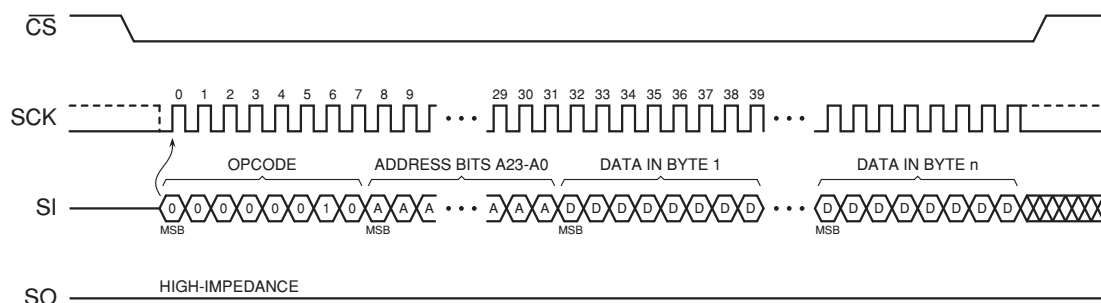 CS
0 1 2 3 4 5 6 7 8 9 29 30 31 32 33 34 35 36 37 38 39
SCK
OPCODE ADDRESS BITS A23-A0 DATA IN BYTE 1 DATA IN BYTE n
SI 0 0 0 0 0 0 1 0 A A A A A A D D D D D D D D D D D D D D D D
MSB MSB MSB MSB
HIGH-IMPEDANCE
SO